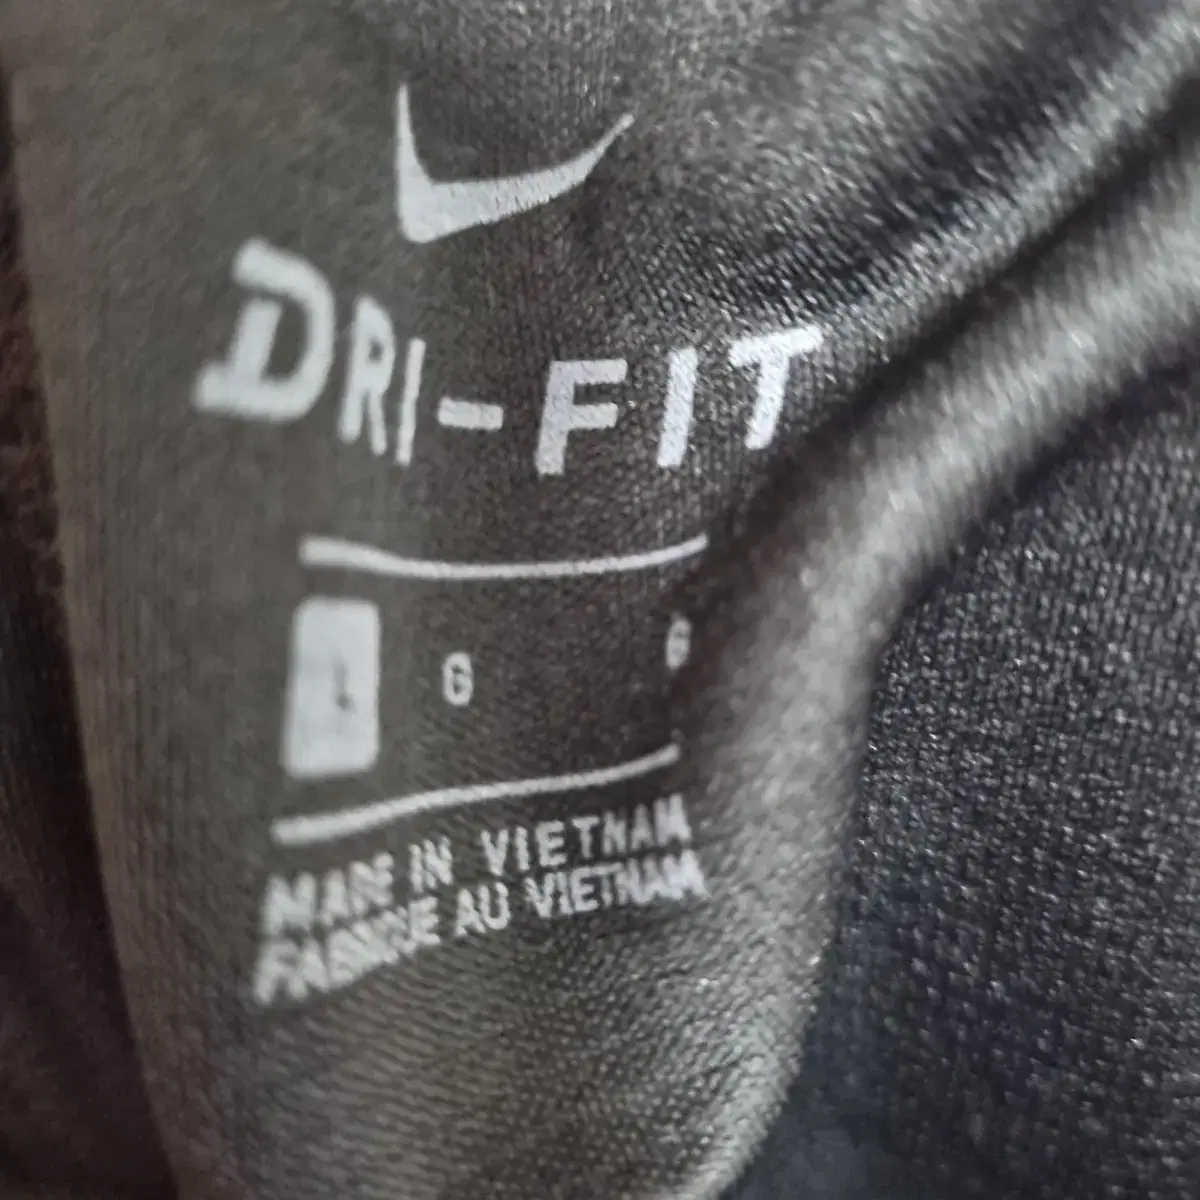 DRI-FIT
L G G
MADE IN VIETNAM
FABRIQUE AU VIETNAM